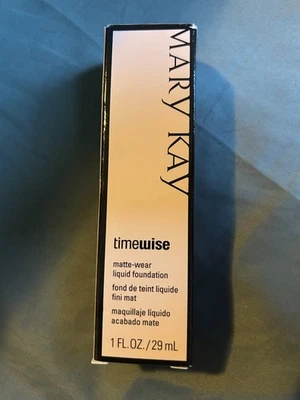 MARY KAY
timewise
matte-wear
liquid foundation
fond de teint liquide
fini mat
maquillaje líquido
acabado mate
1 FL.OZ./29 mL